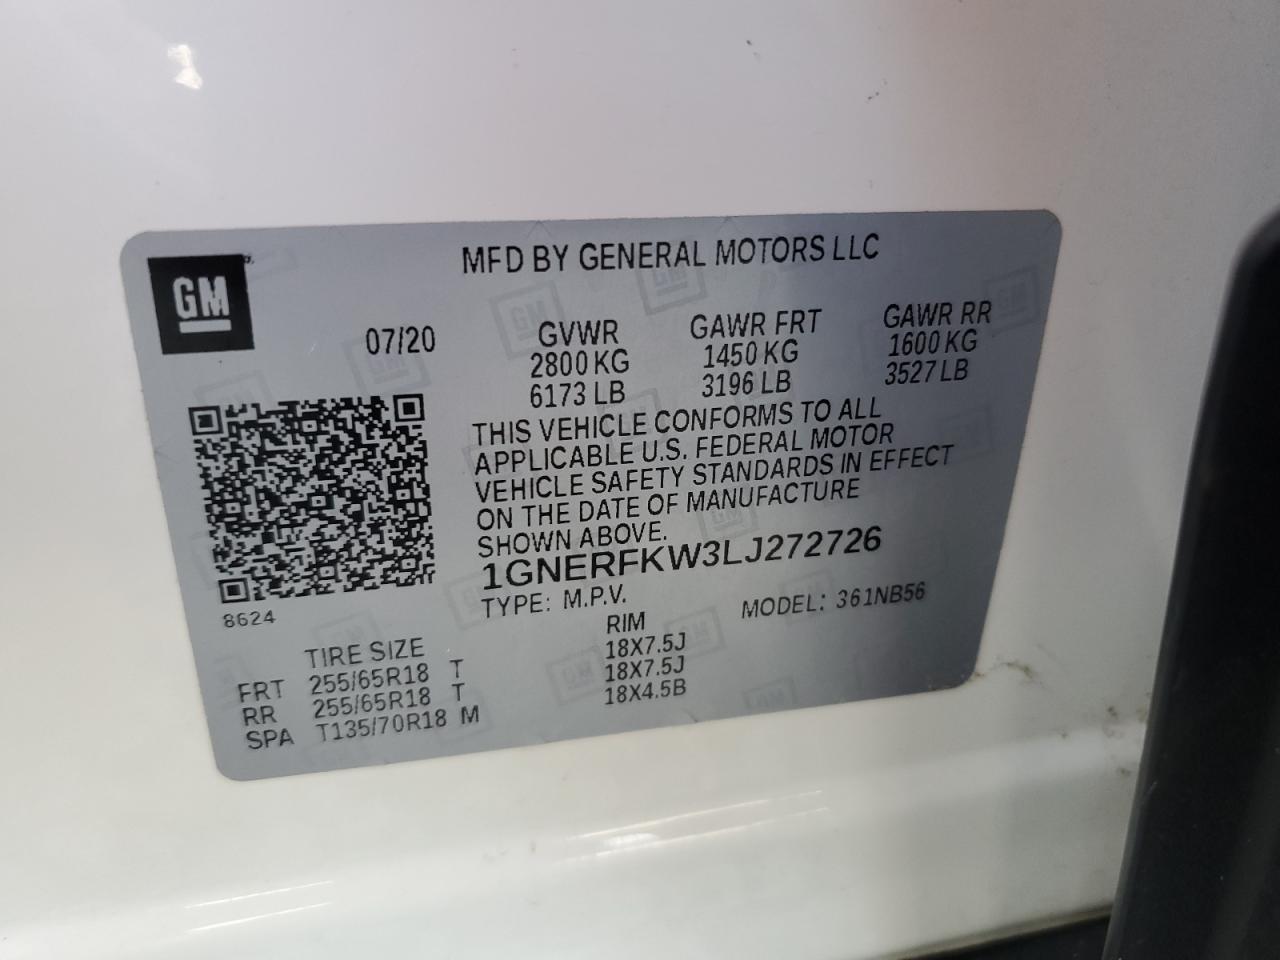 GM
MFD BY GENERAL MOTORS LLC
07/20 GVWR GAWR FRT GAWR RR
2800 KG 1450 KG 1600 KG
6173 LB 3196 LB 3527 LB
THIS VEHICLE CONFORMS TO ALL
APPLICABLE U.S. FEDERAL MOTOR
VEHICLE SAFETY STANDARDS IN EFFECT
ON THE DATE OF MANUFACTURE
SHOWN ABOVE.
1GNERFKW3LJ272726
8624
TYPE: M.P.V. MODEL: 361NB56
TIRE SIZE RIM
FRT 255/65R18 T 18X7.5J
RR 255/65R18 T 18X7.5J
SPA T135/70R18 M 18X4.5B